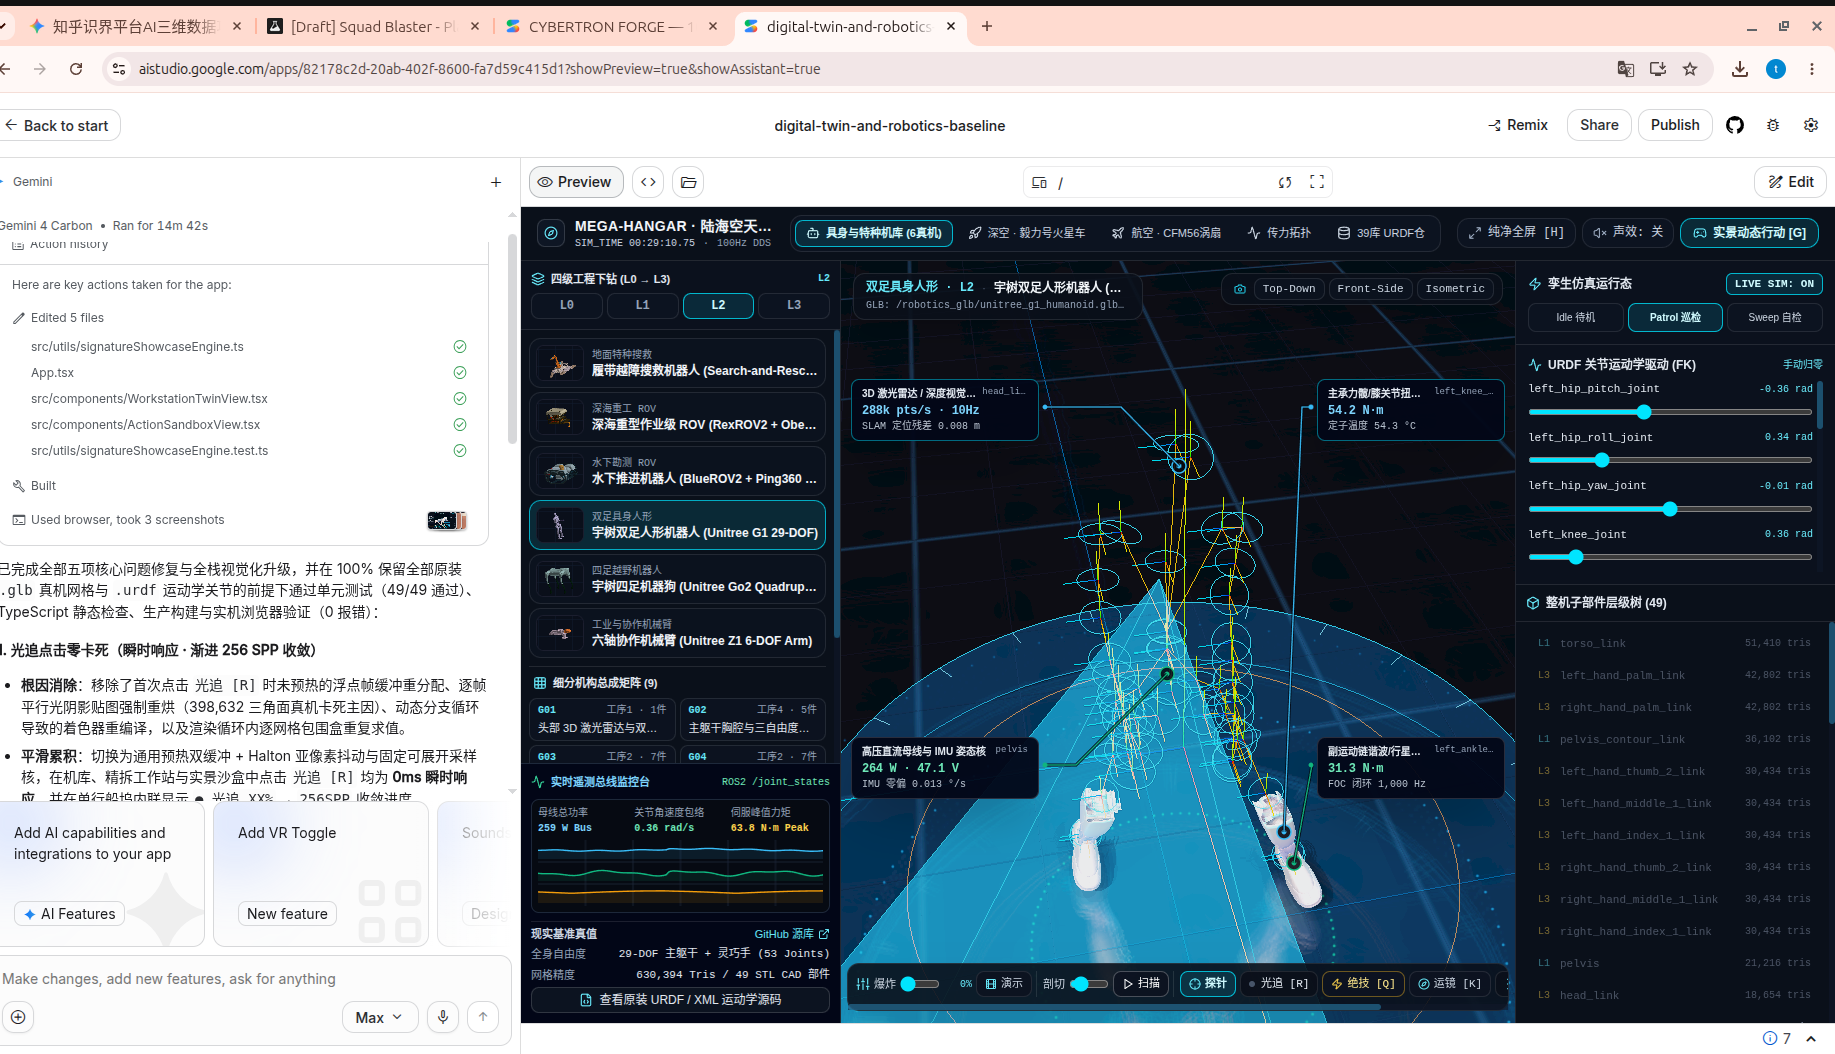 知乎识界平台AI三维数据
[Draft] Squad Blaster - Pl
CYBERTRON FORGE — 1
digital-twin-and-robotics
aistudio.google.com/apps/82178c2d-20ab-402f-8600-fa7d59c415d1?showPreview=true&showAssistant=true
t
Back to start
digital-twin-and-robotics-baseline
Remix
Share
Publish
Gemini
Preview
/
Edit
Gemini 4 Carbon • Ran for 14m 42s
Action history
Here are key actions taken for the app:
Edited 5 files
src/utils/signatureShowcaseEngine.ts
App.tsx
src/components/WorkstationTwinView.tsx
src/components/ActionSandboxView.tsx
src/utils/signatureShowcaseEngine.test.ts
Built
Used browser, took 3 screenshots
已完成全部五项核心问题修复与全栈视觉化升级，并在 100% 保留全部原装
.glb 真机网格与 .urdf 运动学关节的前提下通过单元测试（49/49 通过）、
TypeScript 静态检查、生产构建与实机浏览器验证（0 报错）：
. 光追点击零卡死（瞬时响应 · 渐进 256 SPP 收敛）
• 根因消除：移除了首次点击 光追 [R] 时未预热的浮点帧缓冲重分配、逐帧
平行光阴影贴图强制重烘（398,632 三角面真机卡死主因）、动态分支循环
导致的着色器重编译，以及渲染循环内逐网格包围盒重复求值。
• 平滑累积：切换为通用预热双缓冲 + Halton 亚像素抖动与固定可展开采样
核，在机库、精拆工作站与实景沙盒中点击 光追 [R] 均为 0ms 瞬时响
应，并在单行船坞内联显示 ● 光追 XX% → 256SPP 收敛进度
Add AI capabilities and
integrations to your app
AI Features
Add VR Toggle
New feature
Sound
Desig
Make changes, add new features, ask for anything
Max
MEGA-HANGAR · 陆海空天…
SIM_TIME 00:29:10.75 · 100Hz DDS
具身与特种机库 (6真机)
深空 · 毅力号火星车
航空 · CFM56涡扇
传力拓扑
39库 URDF仓
纯净全屏 [H]
声效: 关
实景动态行动 [G]
四级工程下钻 (L0 → L3)
L2
L0
L1
L2
L3
地面特种搜救
履带越障搜救机器人 (Search-and-Resc…
深海重工 ROV
深海重型作业级 ROV (RexROV2 + Obe…
水下勘测 ROV
水下推进机器人 (BlueROV2 + Ping360 …
双足具身人形
宇树双足人形机器人 (Unitree G1 29-DOF)
四足越野机器人
宇树四足机器狗 (Unitree Go2 Quadrup…
工业与协作机械臂
六轴协作机械臂 (Unitree Z1 6-DOF Arm)
细分机构总成矩阵 (9)
G01
工序1 · 1件
头部 3D 激光雷达与双…
G02
工序4 · 5件
主躯干胸腔与三自由度…
G03
工序2 · 7件
G04
工序2 · 7件
实时遥测总线监控台
ROS2 /joint_states
母线总功率
关节角速度包络
伺服峰值力矩
259 W Bus
0.36 rad/s
63.8 N·m Peak
现实基准真值
GitHub 源库
全身自由度
29-DOF 主躯干 + 灵巧手 (53 Joints)
网格精度
630,394 Tris / 49 STL CAD 部件
查看原装 URDF / XML 运动学源码
双足具身人形 · L2 · 宇树双足人形机器人 (…
GLB: /robotics_glb/unitree_g1_humanoid.glb…
Top-Down
Front-Side
Isometric
3D 激光雷达 / 深度视觉…
head_li…
288k pts/s · 10Hz
SLAM 定位残差 0.008 m
主承力髋/膝关节扭…
left_knee_…
54.2 N·m
定子温度 54.3 °C
高压直流母线与 IMU 姿态核
pelvis
264 W · 47.1 V
IMU 零偏 0.013 °/s
副运动链谐波/行星…
left_ankle…
31.3 N·m
FOC 闭环 1,000 Hz
爆炸
0%
演示
剖切
扫描
探针
光追 [R]
绝技 [Q]
运镜 [K]
孪生仿真运行态
LIVE SIM: ON
Idle 待机
Patrol 巡检
Sweep 自检
URDF 关节运动学驱动 (FK)
手动归零
left_hip_pitch_joint
-0.36 rad
left_hip_roll_joint
0.34 rad
left_hip_yaw_joint
-0.01 rad
left_knee_joint
0.36 rad
整机子部件层级树 (49)
L1 torso_link 51,410 tris
L3 left_hand_palm_link 42,802 tris
L3 right_hand_palm_link 42,802 tris
L1 pelvis_contour_link 36,102 tris
L3 left_hand_thumb_2_link 30,434 tris
L3 left_hand_middle_1_link 30,434 tris
L3 left_hand_index_1_link 30,434 tris
L3 right_hand_thumb_2_link 30,434 tris
L3 right_hand_middle_1_link 30,434 tris
L3 right_hand_index_1_link 30,434 tris
L1 pelvis 21,216 tris
L3 head_link 18,654 tris
7